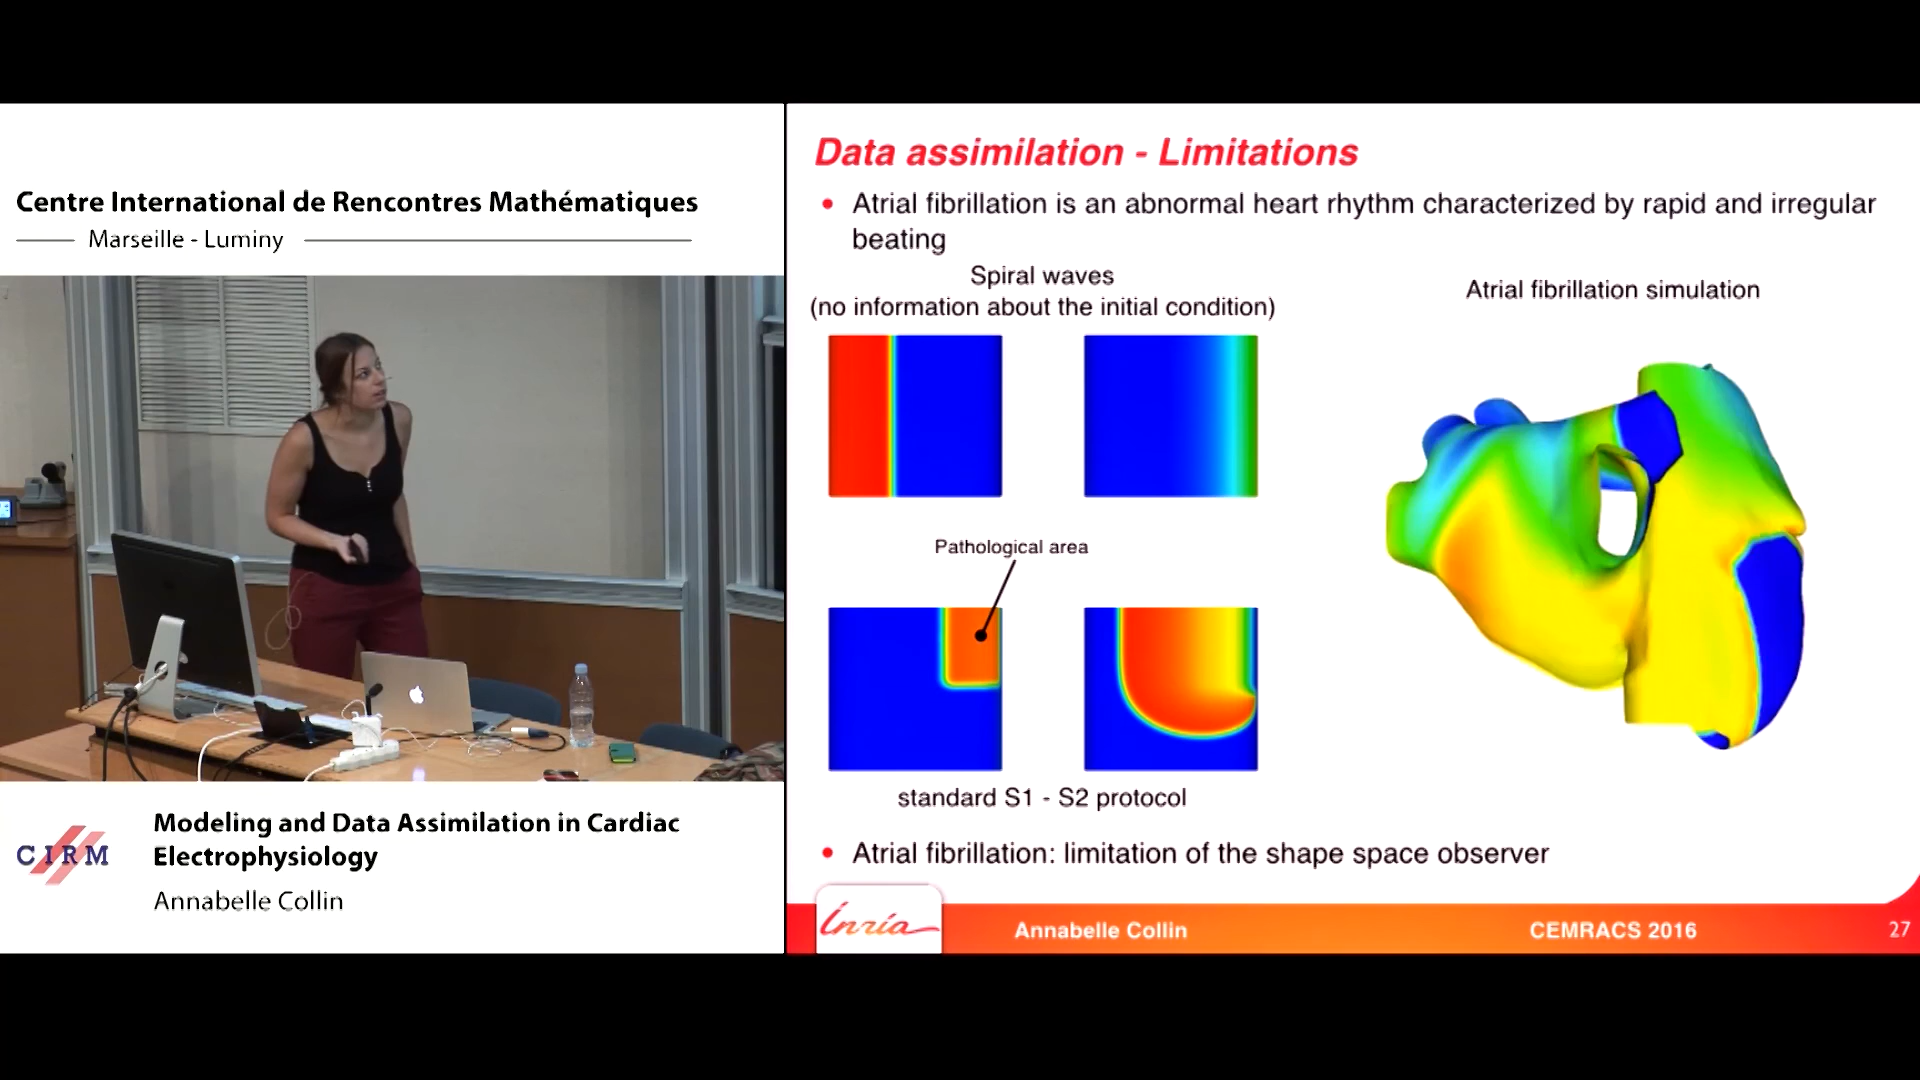 Centre International de Rencontres Mathématiques
Marseille - Luminy
CIRM
Modeling and Data Assimilation in Cardiac
Electrophysiology
Annabelle Collin
Data assimilation - Limitations
• Atrial fibrillation is an abnormal heart rhythm characterized by rapid and irregular
beating
Spiral waves
(no information about the initial condition)
Atrial fibrillation simulation
Pathological area
standard S1 - S2 protocol
• Atrial fibrillation: limitation of the shape space observer
Inria
Annabelle Collin
CEMRACS 2016
27